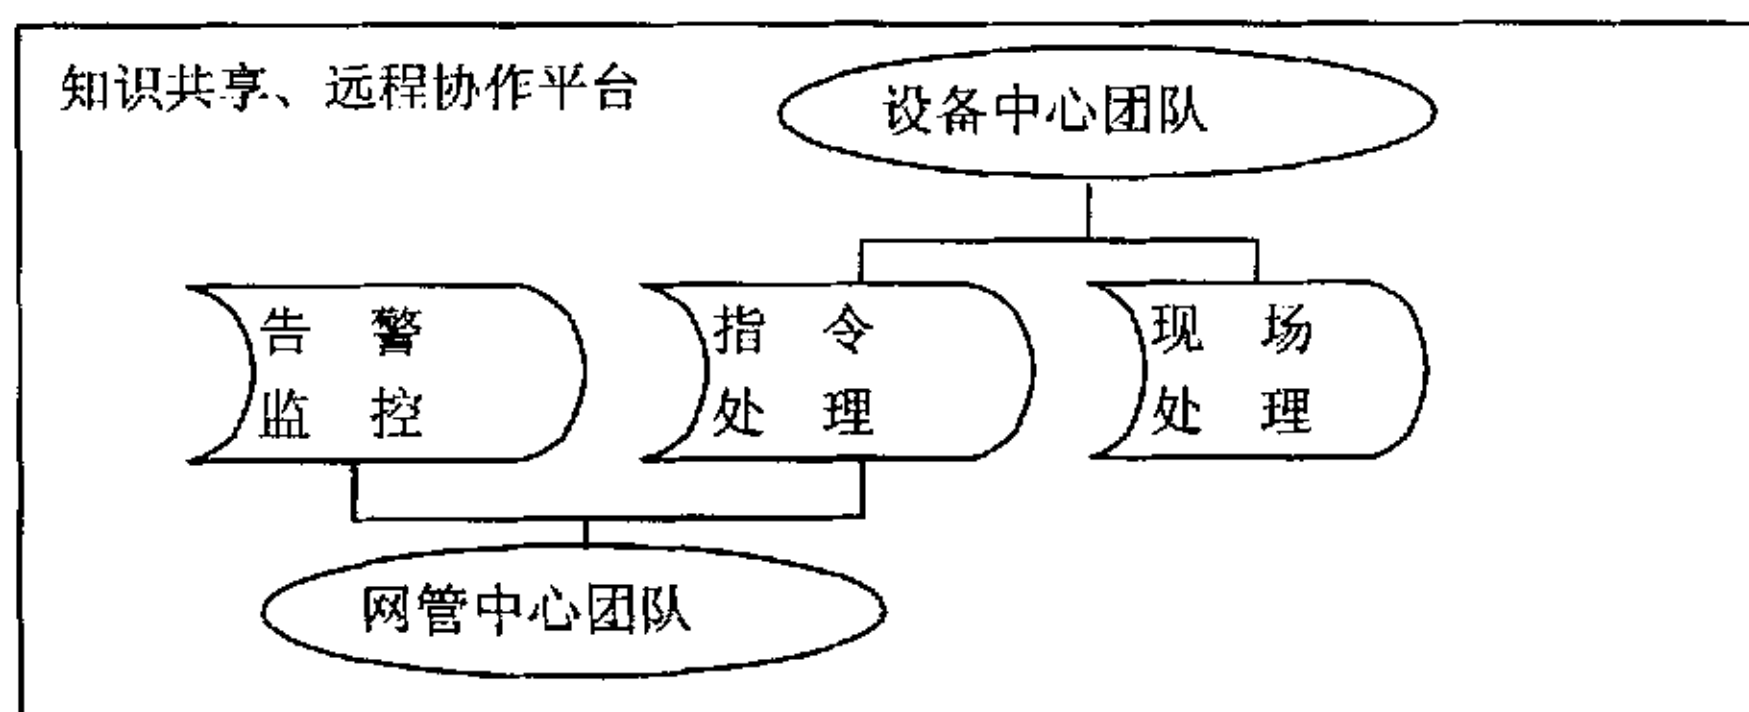 知识共享、远程协作平台
设备中心团队
告 警
监 控
指 令
处 理
现 场
处 理
网管中心团队